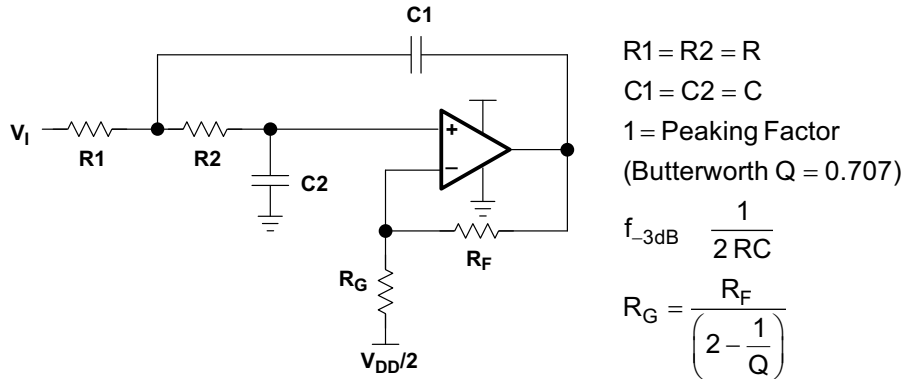 C1
R1 = R2 = R
C1 = C2 = C
1 = Peaking Factor
(Butterworth Q = 0.707)
V_I
R1
R2
C2
+
−
f_−3dB 1/2 RC
R_F
R_G
R_G = R_F/(2 − 1/Q)
V_DD/2